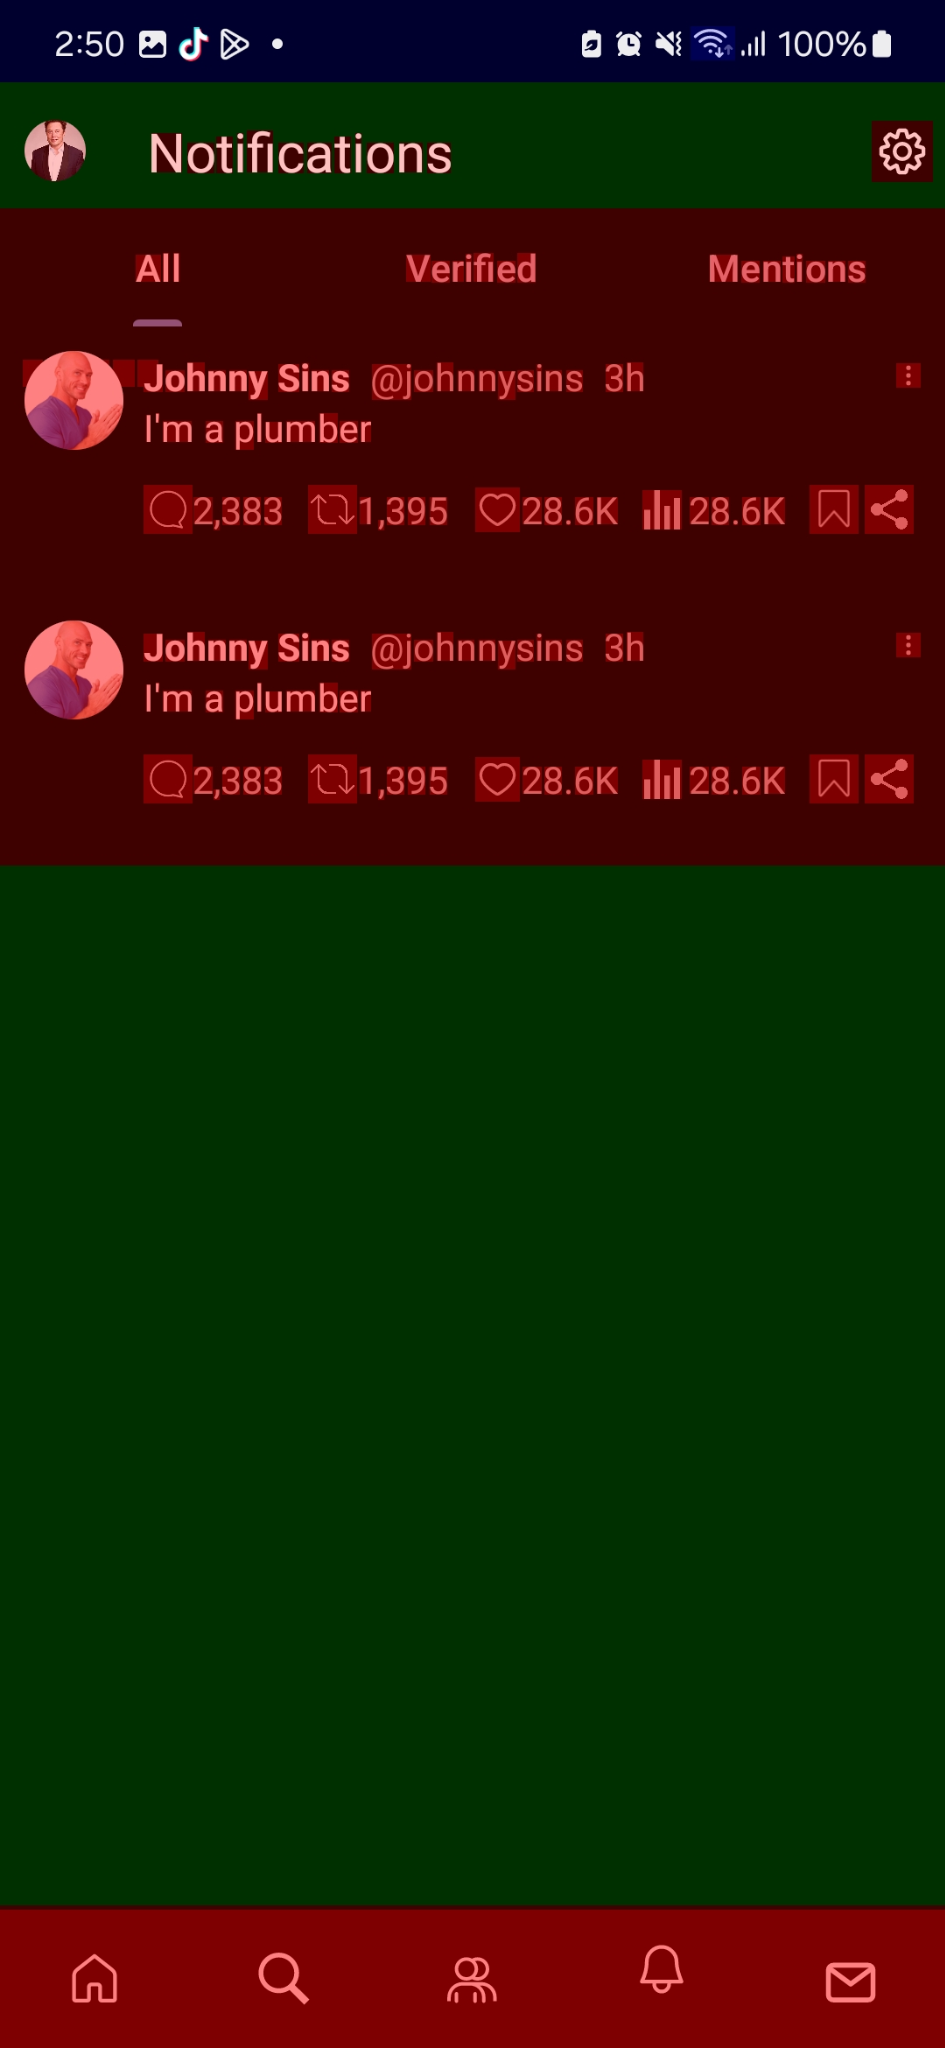 2:50 100%
Notifications
All Verified Mentions
Johnny Sins @johnnysins 3h
I'm a plumber
2,383 1,395 28.6K 28.6K
Johnny Sins @johnnysins 3h
I'm a plumber
2,383 1,395 28.6K 28.6K